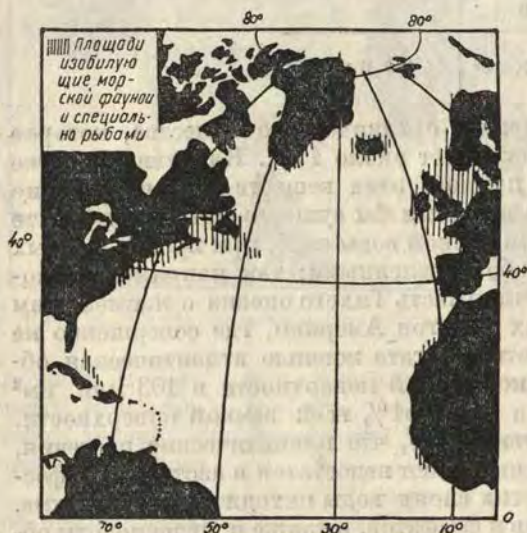 80° 80°
Площади
изобилую
щие, мор-
ской фауной
и специаль-
но рыбами
40°
40°
0
70° 50° 30° 10°